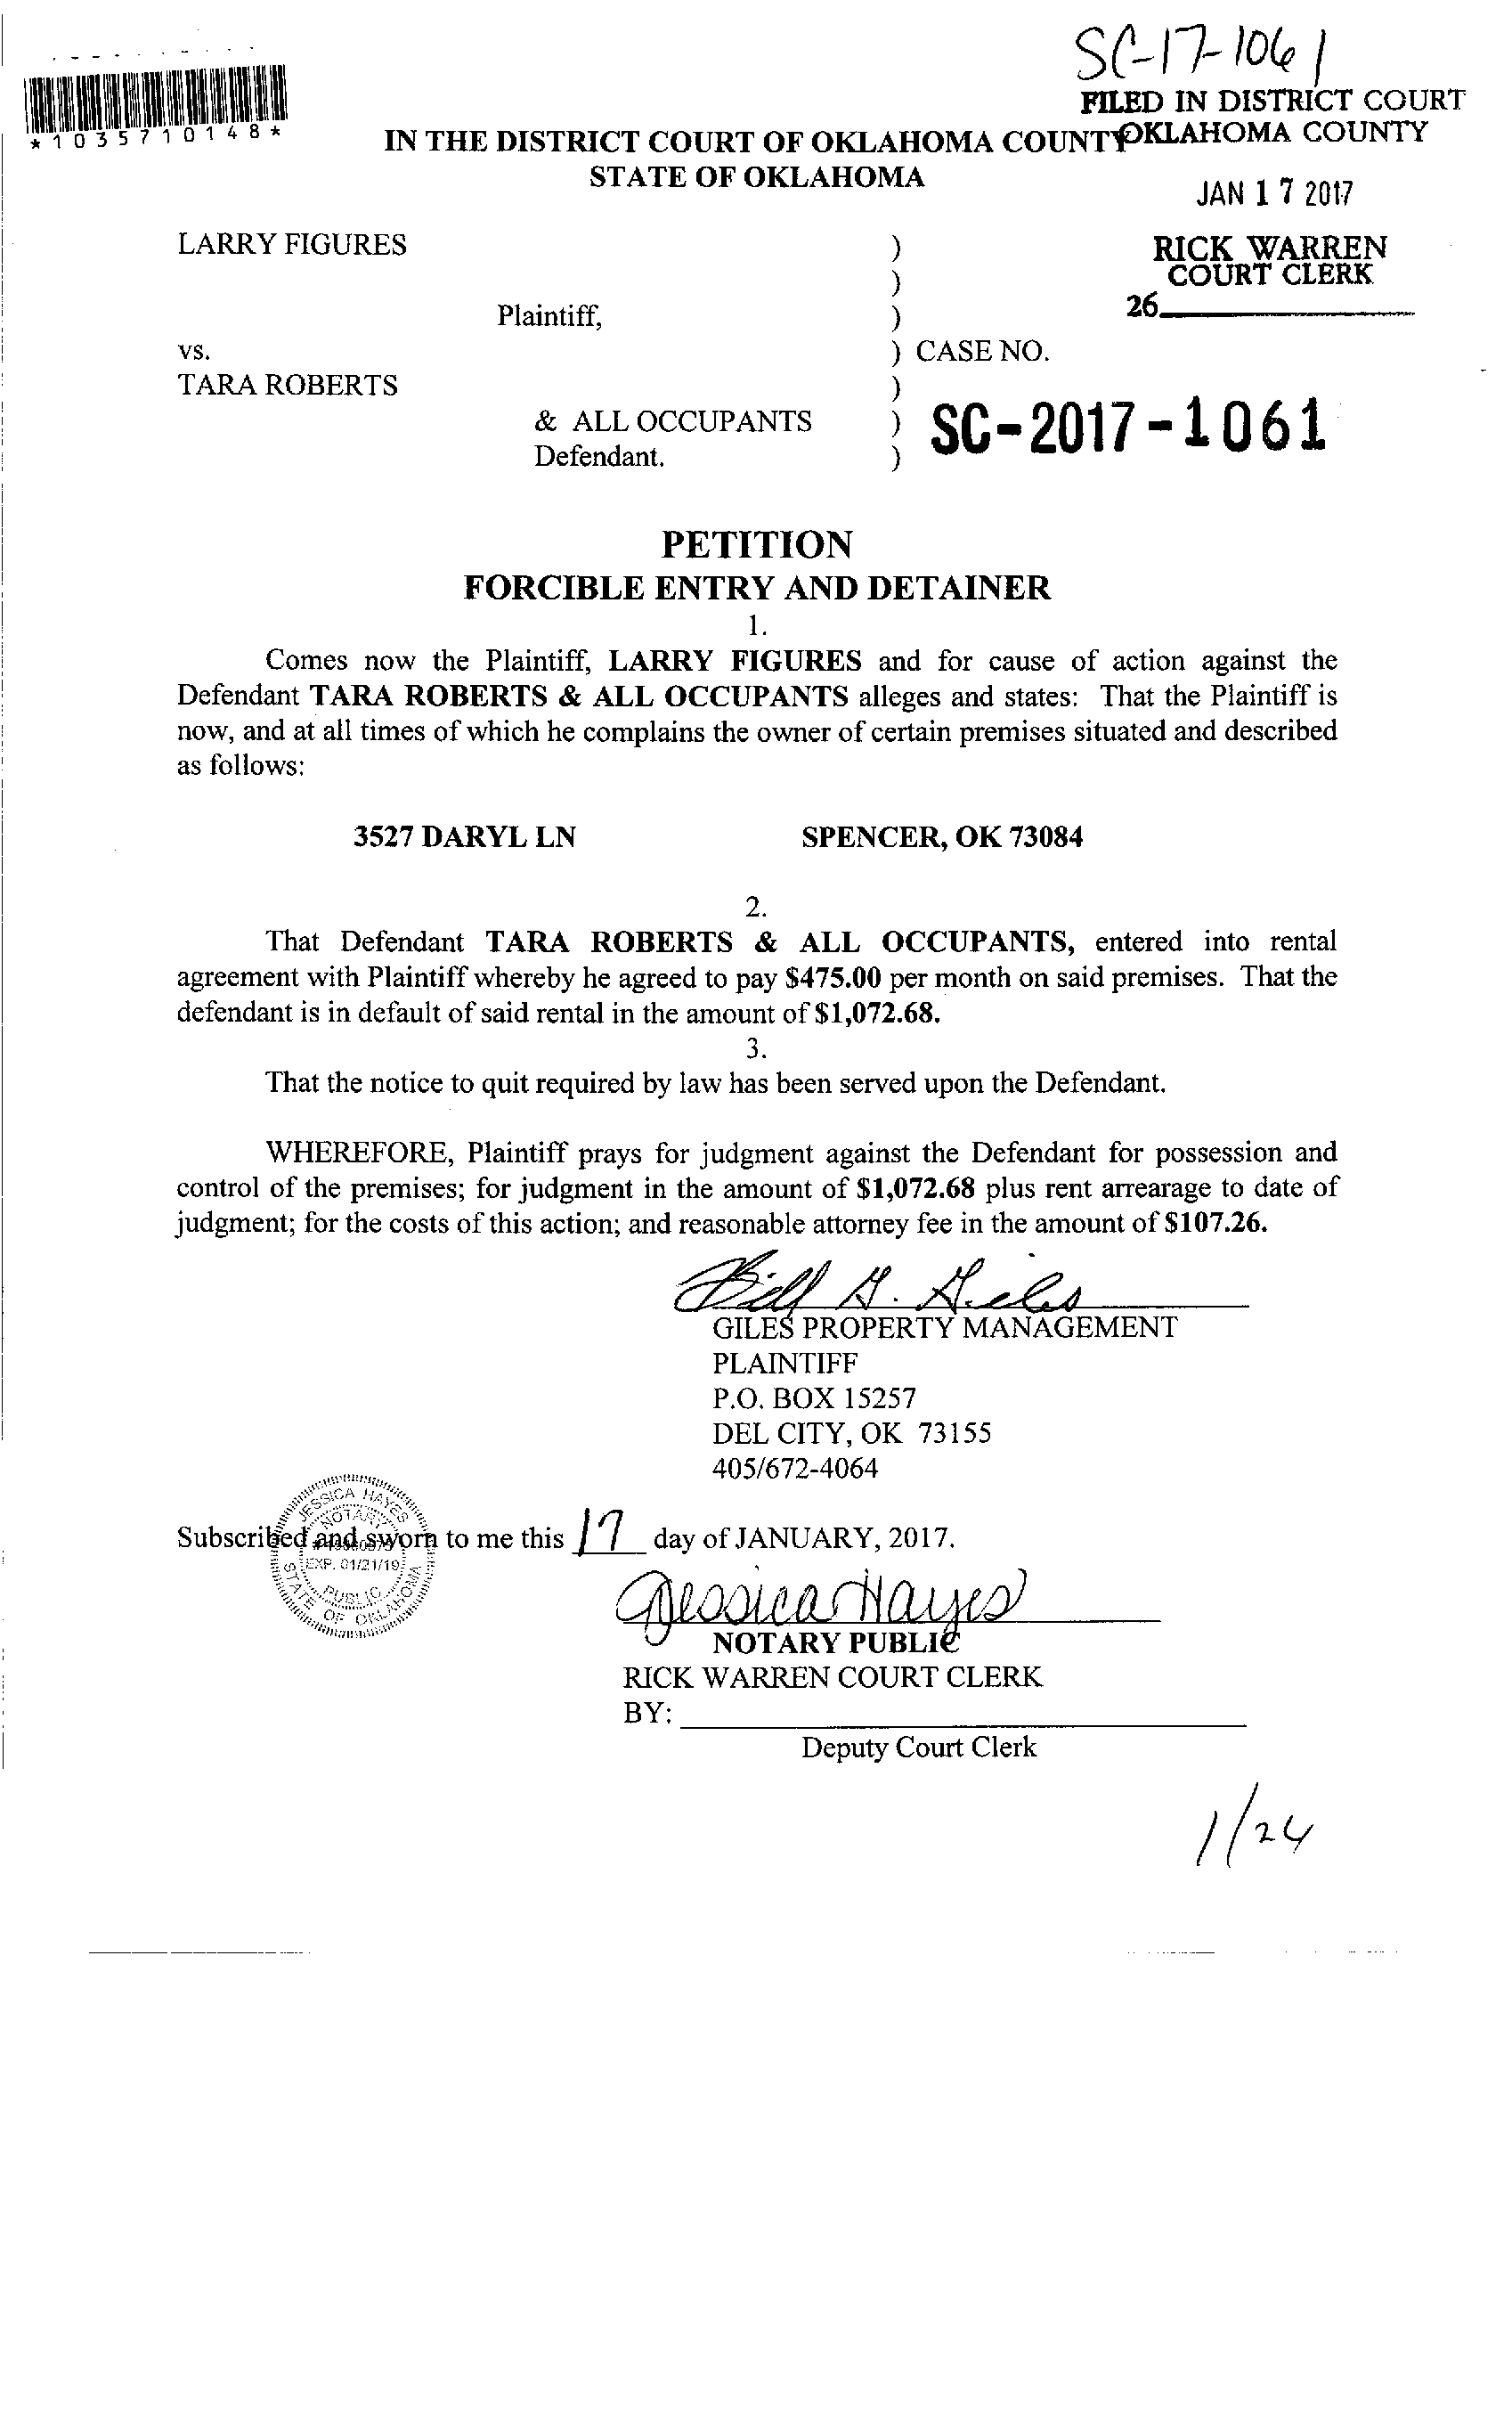 SC-17-1061
FILED IN DISTRICT COURT
OKLAHOMA COUNTY
*1035710148*
IN THE DISTRICT COURT OF OKLAHOMA COUNTY
STATE OF OKLAHOMA
JAN 17 2017
RICK WARREN
COURT CLERK
26
LARRY FIGURES )
)
Plaintiff, )
vs. ) CASE NO.
TARA ROBERTS )
& ALL OCCUPANTS ) SC-2017-1061
Defendant. )
PETITION
FORCIBLE ENTRY AND DETAINER
1.
Comes now the Plaintiff, LARRY FIGURES and for cause of action against the
Defendant TARA ROBERTS & ALL OCCUPANTS alleges and states: That the Plaintiff is
now, and at all times of which he complains the owner of certain premises situated and described
as follows:
3527 DARYL LN SPENCER, OK 73084
2.
That Defendant TARA ROBERTS & ALL OCCUPANTS, entered into rental
agreement with Plaintiff whereby he agreed to pay $475.00 per month on said premises. That the
defendant is in default of said rental in the amount of $1,072.68.
3.
That the notice to quit required by law has been served upon the Defendant.
WHEREFORE, Plaintiff prays for judgment against the Defendant for possession and
control of the premises; for judgment in the amount of $1,072.68 plus rent arrearage to date of
judgment; for the costs of this action; and reasonable attorney fee in the amount of $107.26.
Bill G. Giles
GILES PROPERTY MANAGEMENT
PLAINTIFF
P.O. BOX 15257
DEL CITY, OK 73155
405/672-4064
JESSICA HAYES
NOTARY
Subscribed and sworn to me this 17 day of JANUARY, 2017.
EXP. 01/21/19
PUBLIC
STATE OF OKLAHOMA
Jessica Hayes
NOTARY PUBLIC
RICK WARREN COURT CLERK
BY:
Deputy Court Clerk
1/24